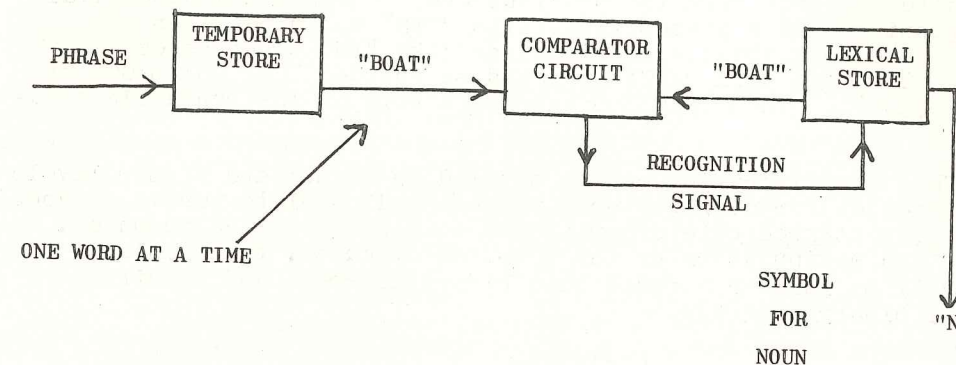 PHRASE
TEMPORARY
STORE
"BOAT"
COMPARATOR
CIRCUIT
"BOAT"
LEXICAL
STORE
RECOGNITION
SIGNAL
ONE WORD AT A TIME
SYMBOL
FOR
NOUN
"N